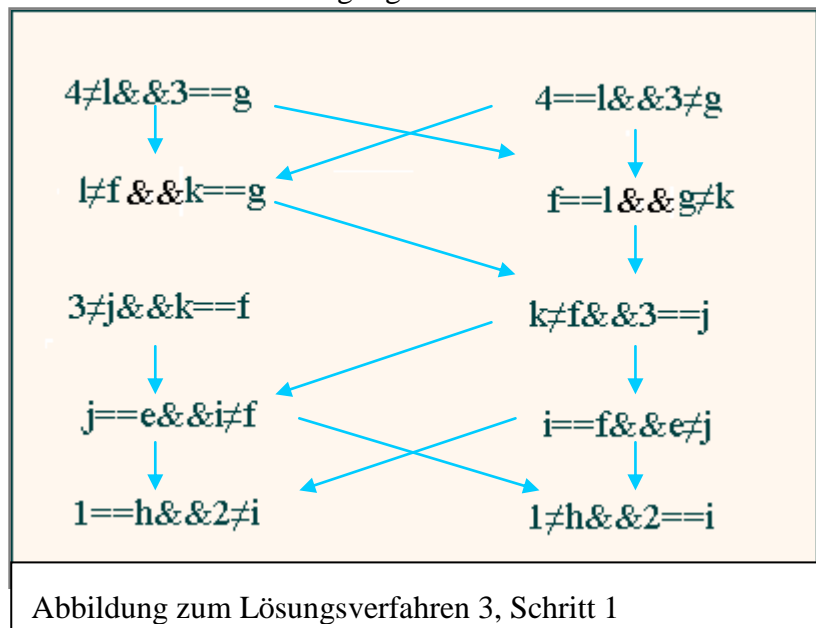 4≠l&&3==g 4==l&&3≠g
l≠f &&k==g f==l&&g≠k
3≠j&&k==f k≠f&&3==j
j==e&&i≠f i==f&&e≠j
1==h&&2≠i 1≠h&&2==i
Abbildung zum Lösungsverfahren 3, Schritt 1